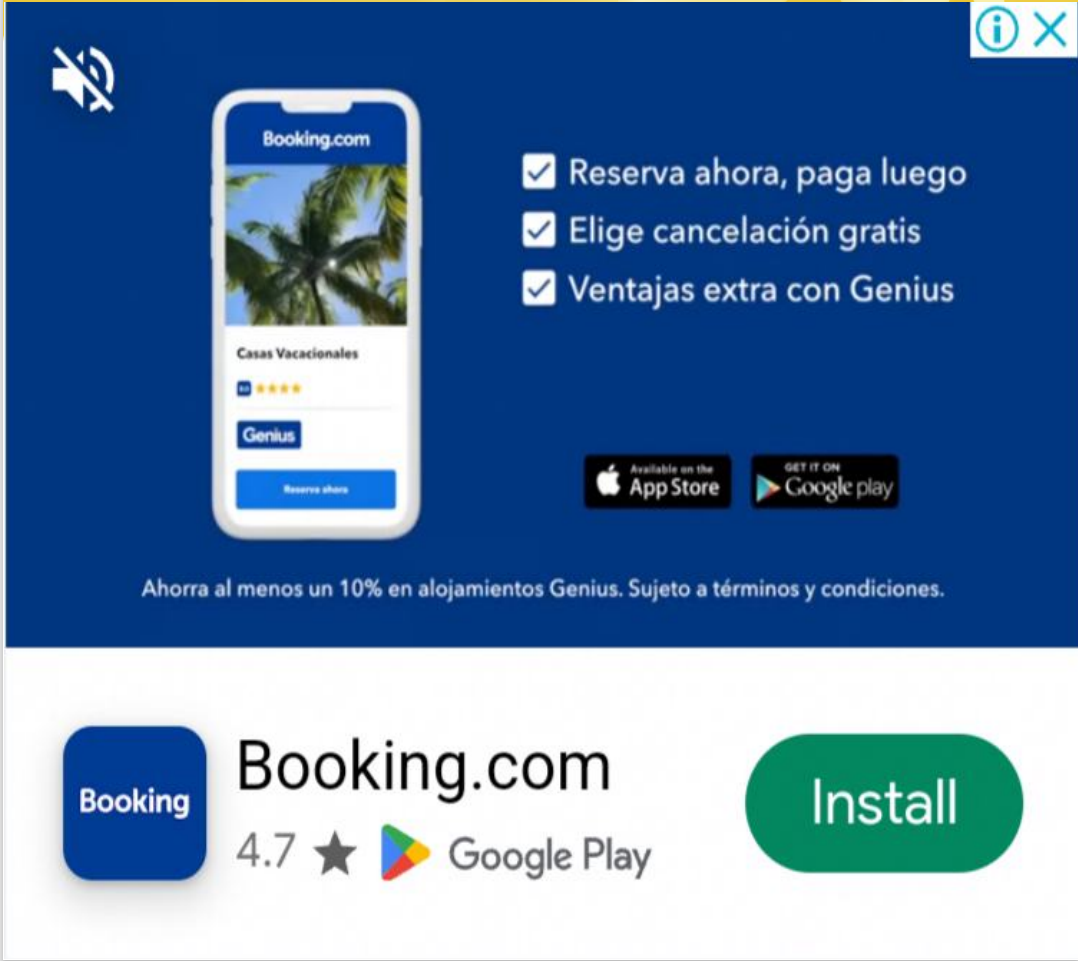 Booking.com
Reserva ahora, paga luego
Elige cancelación gratis
Ventajas extra con Genius
Casas Vacacionales
Genius
Reserva ahora
Available on the
App Store
GET IT ON
Google play
Ahorra al menos un 10% en alojamientos Genius. Sujeto a términos y condiciones.
Booking
Booking.com
4.7 ★ Google Play
Install